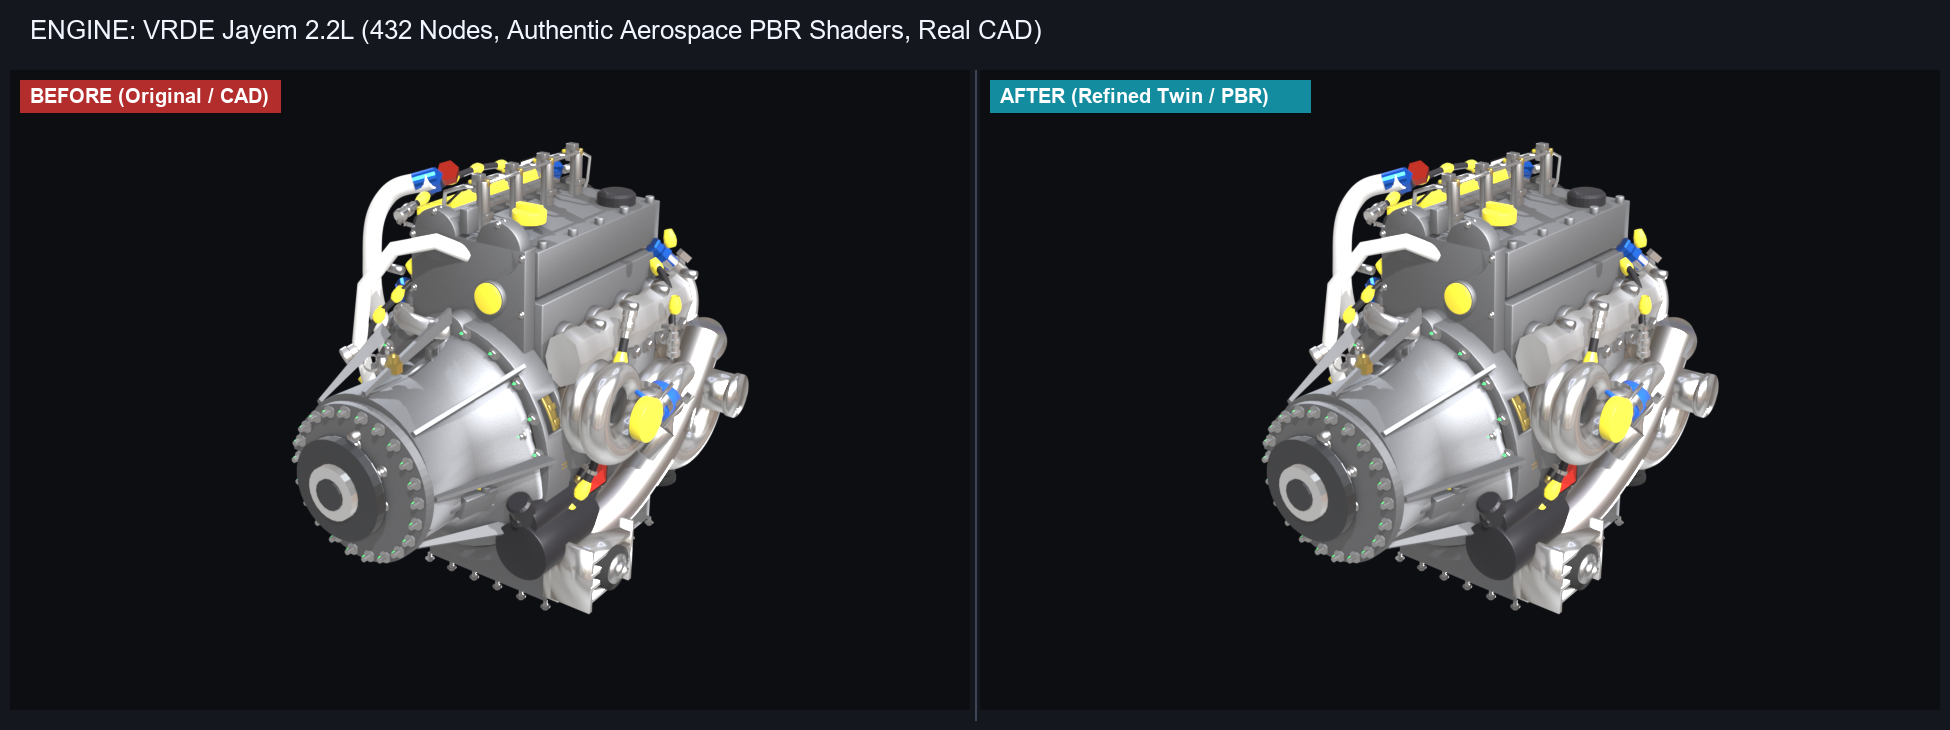 ENGINE: VRDE Jayem 2.2L (432 Nodes, Authentic Aerospace PBR Shaders, Real CAD)
BEFORE (Original / CAD)
AFTER (Refined Twin / PBR)